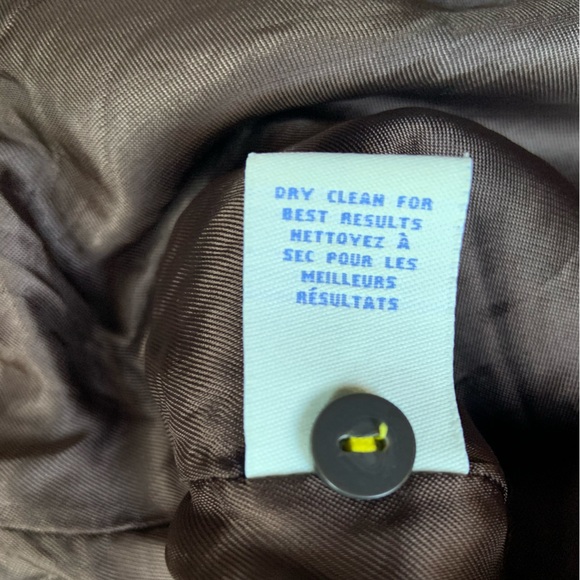 DRY CLEAN FOR
BEST RESULTS
NETTOYEZ À
SEC POUR LES
MEILLEURS
RÉSULTATS